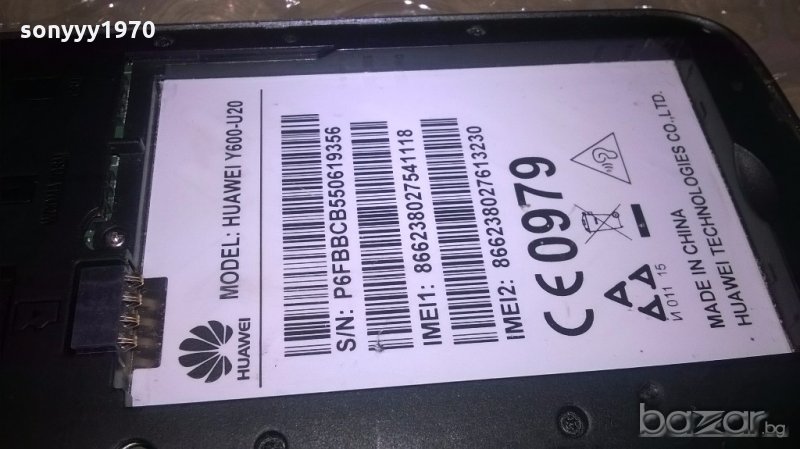 sonyyy1970
HUAWEI
MODEL: HUAWEI Y600-U20
S/N: P6FBBCB550619356
IMEI1: 866238027541118
IMEI2: 866238027613230
CE0979
И 011 15
MADE IN CHINA
HUAWEI TECHNOLOGIES CO.,LTD.
bazar.bg